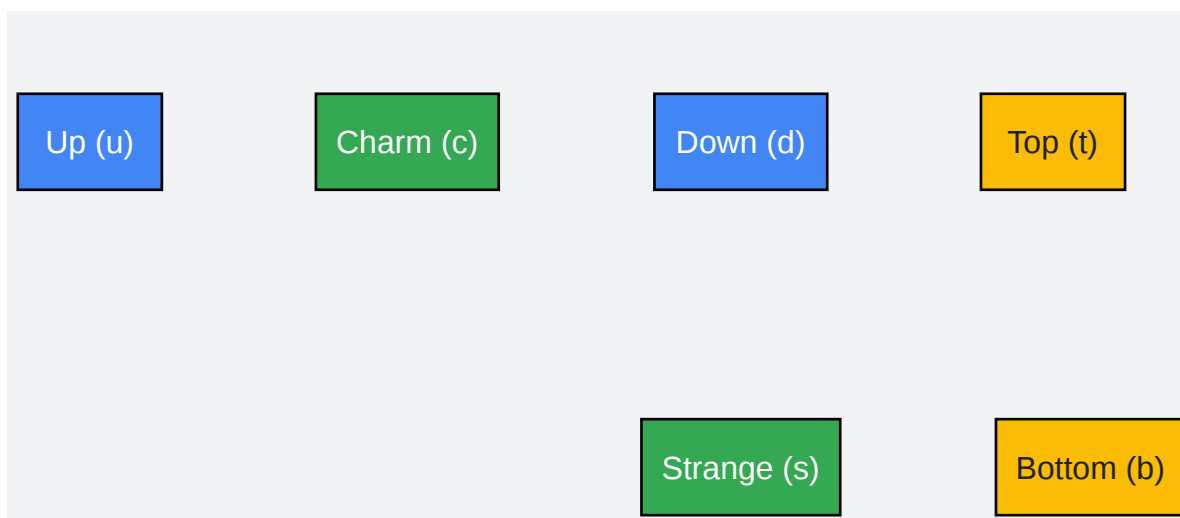 Up (u)
Charm (c)
Down (d)
Top (t)
Strange (s)
Bottom (b)